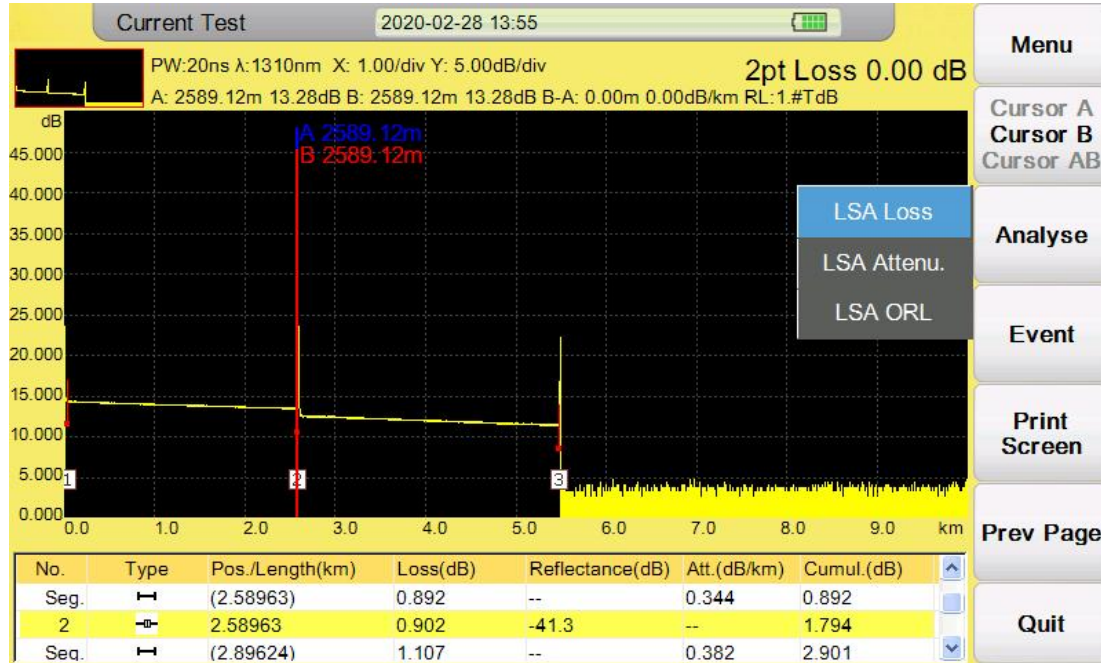 Current Test
2020-02-28 13:55
PW:20ns λ:1310nm X: 1.00/div Y: 5.00dB/div
2pt Loss 0.00 dB
A: 2589.12m 13.28dB B: 2589.12m 13.28dB B-A: 0.00m 0.00dB/km RL:1.#TdB
dB
A 2589.12m
B 2589.12m
45.000
40.000
35.000
30.000
25.000
20.000
15.000
10.000
5.000
0.000
1
2
3
0.0 1.0 2.0 3.0 4.0 5.0 6.0 7.0 8.0 9.0 km
LSA Loss
LSA Attenu.
LSA ORL
No. Type Pos./Length(km) Loss(dB) Reflectance(dB) Att.(dB/km) Cumul.(dB)
Seg. (2.58963) 0.892 -- 0.344 0.892
2 2.58963 0.902 -41.3 -- 1.794
Seg. (2.89624) 1.107 -- 0.382 2.901
Menu
Cursor A
Cursor B
Cursor AB
Analyse
Event
Print
Screen
Prev Page
Quit